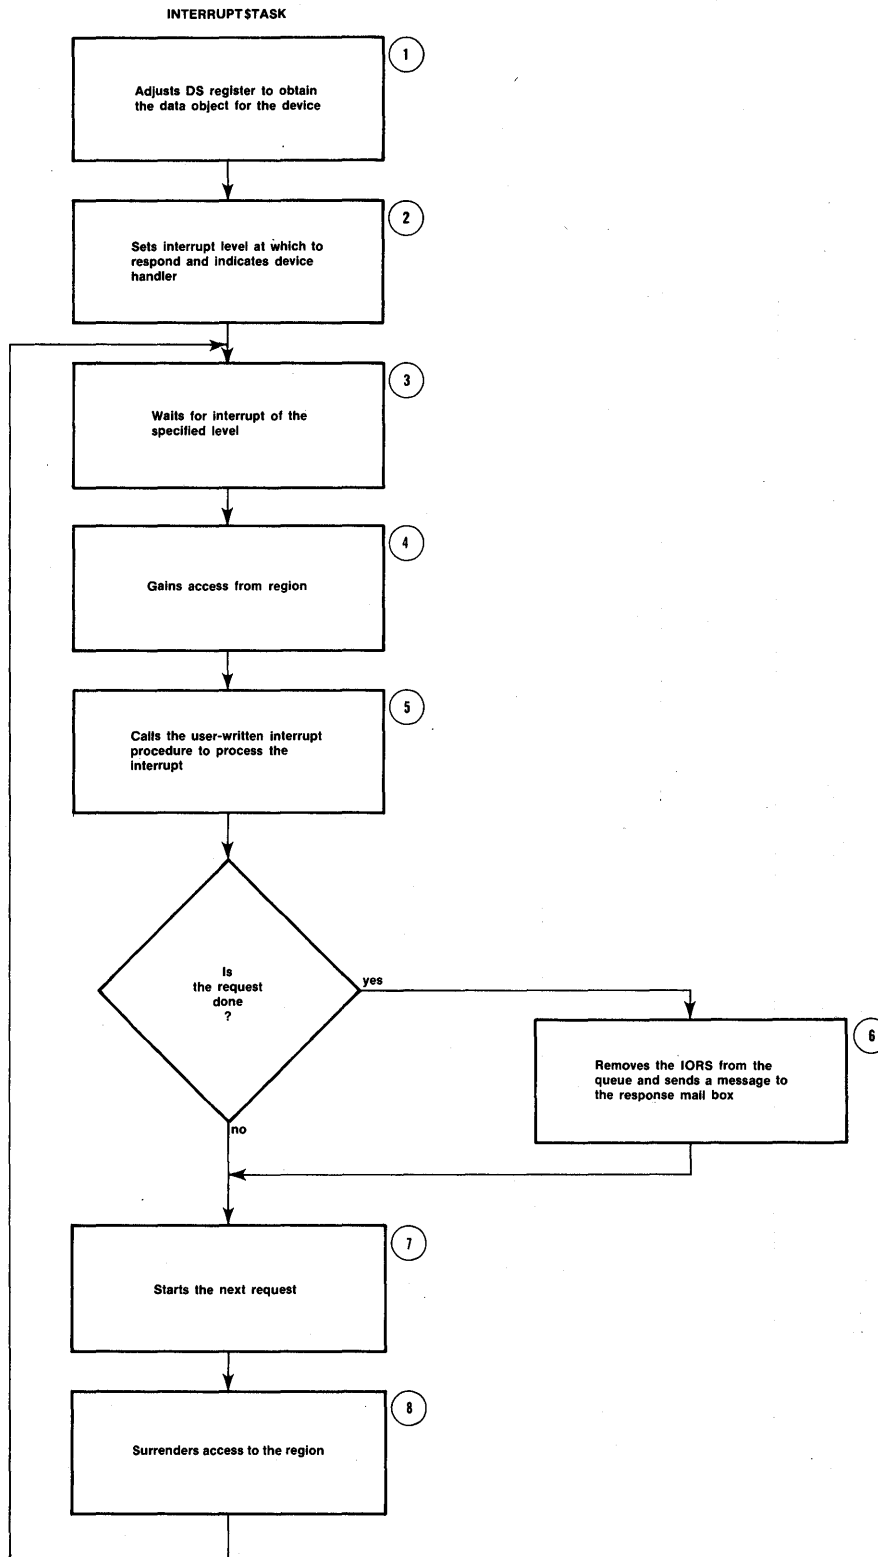 INTERRUPT$TASK
1
Adjusts DS register to obtain
the data object for the device
2
Sets interrupt level at which to
respond and indicates device
handler
3
Waits for interrupt of the
specified level
4
Gains access from region
5
Calls the user-written interrupt
procedure to process the
interrupt
Is
the request
done
?
yes
6
Removes the IORS from the
queue and sends a message to
the response mail box
no
7
Starts the next request
8
Surrenders access to the region